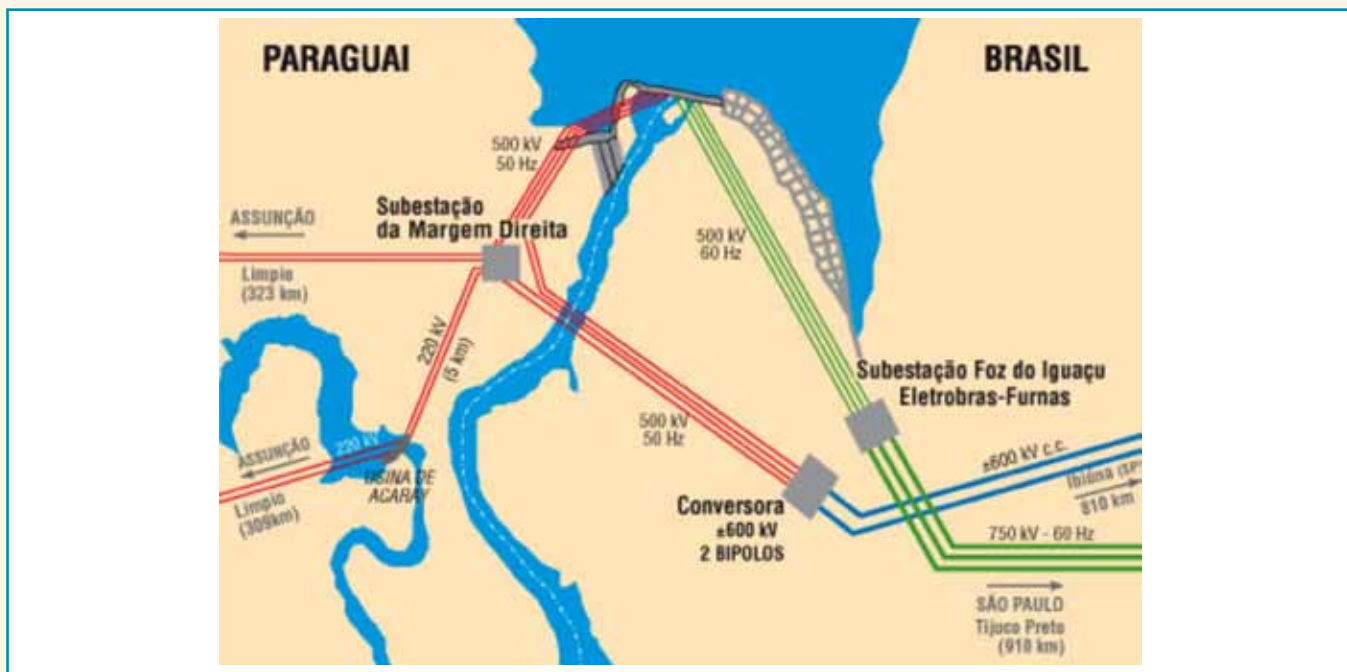 PARAGUAI
BRASIL
500 kV
50 Hz
Subestação
da Margem Direita
ASSUNÇÃO
Limpio
(323 km)
500 kV
60 Hz
220 kV
(5 km)
Subestação Foz do Iguaçu
Eletrobras-Furnas
500 kV
50 Hz
220 kV
ASSUNÇÃO
USINA DE
ACARAY
Limpio
(309km)
±600 kV c.c.
Ibiúna (SP)
810 km
Conversora
±600 kV
2 BIPOLOS
750 kV - 60 Hz
SÃO PAULO
Tijuco Preto
(918 km)